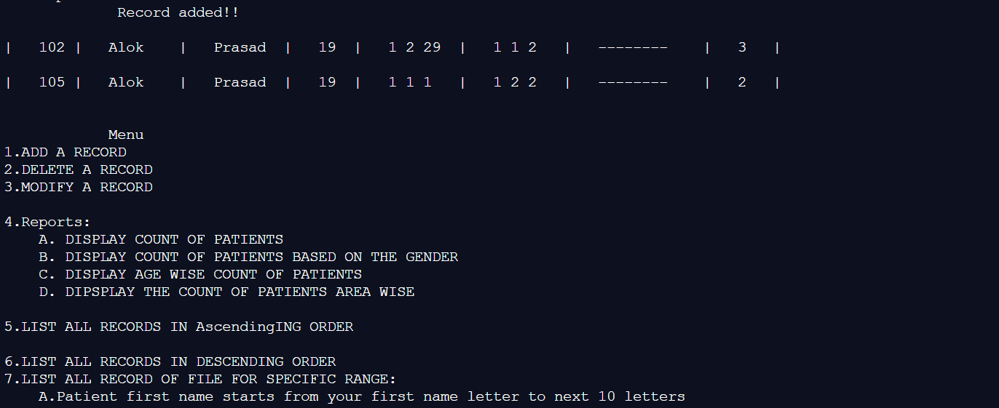 Record added!!
| 102 | Alok | Prasad | 19 | 1 2 29 | 1 1 2 | -------- | 3 |
| 105 | Alok | Prasad | 19 | 1 1 1 | 1 2 2 | -------- | 2 |
Menu
1.ADD A RECORD
2.DELETE A RECORD
3.MODIFY A RECORD
4.Reports:
A. DISPLAY COUNT OF PATIENTS
B. DISPLAY COUNT OF PATIENTS BASED ON THE GENDER
C. DISPLAY AGE WISE COUNT OF PATIENTS
D. DIPSPLAY THE COUNT OF PATIENTS AREA WISE
5.LIST ALL RECORDS IN AscendingING ORDER
6.LIST ALL RECORDS IN DESCENDING ORDER
7.LIST ALL RECORD OF FILE FOR SPECIFIC RANGE:
A.Patient first name starts from your first name letter to next 10 letters